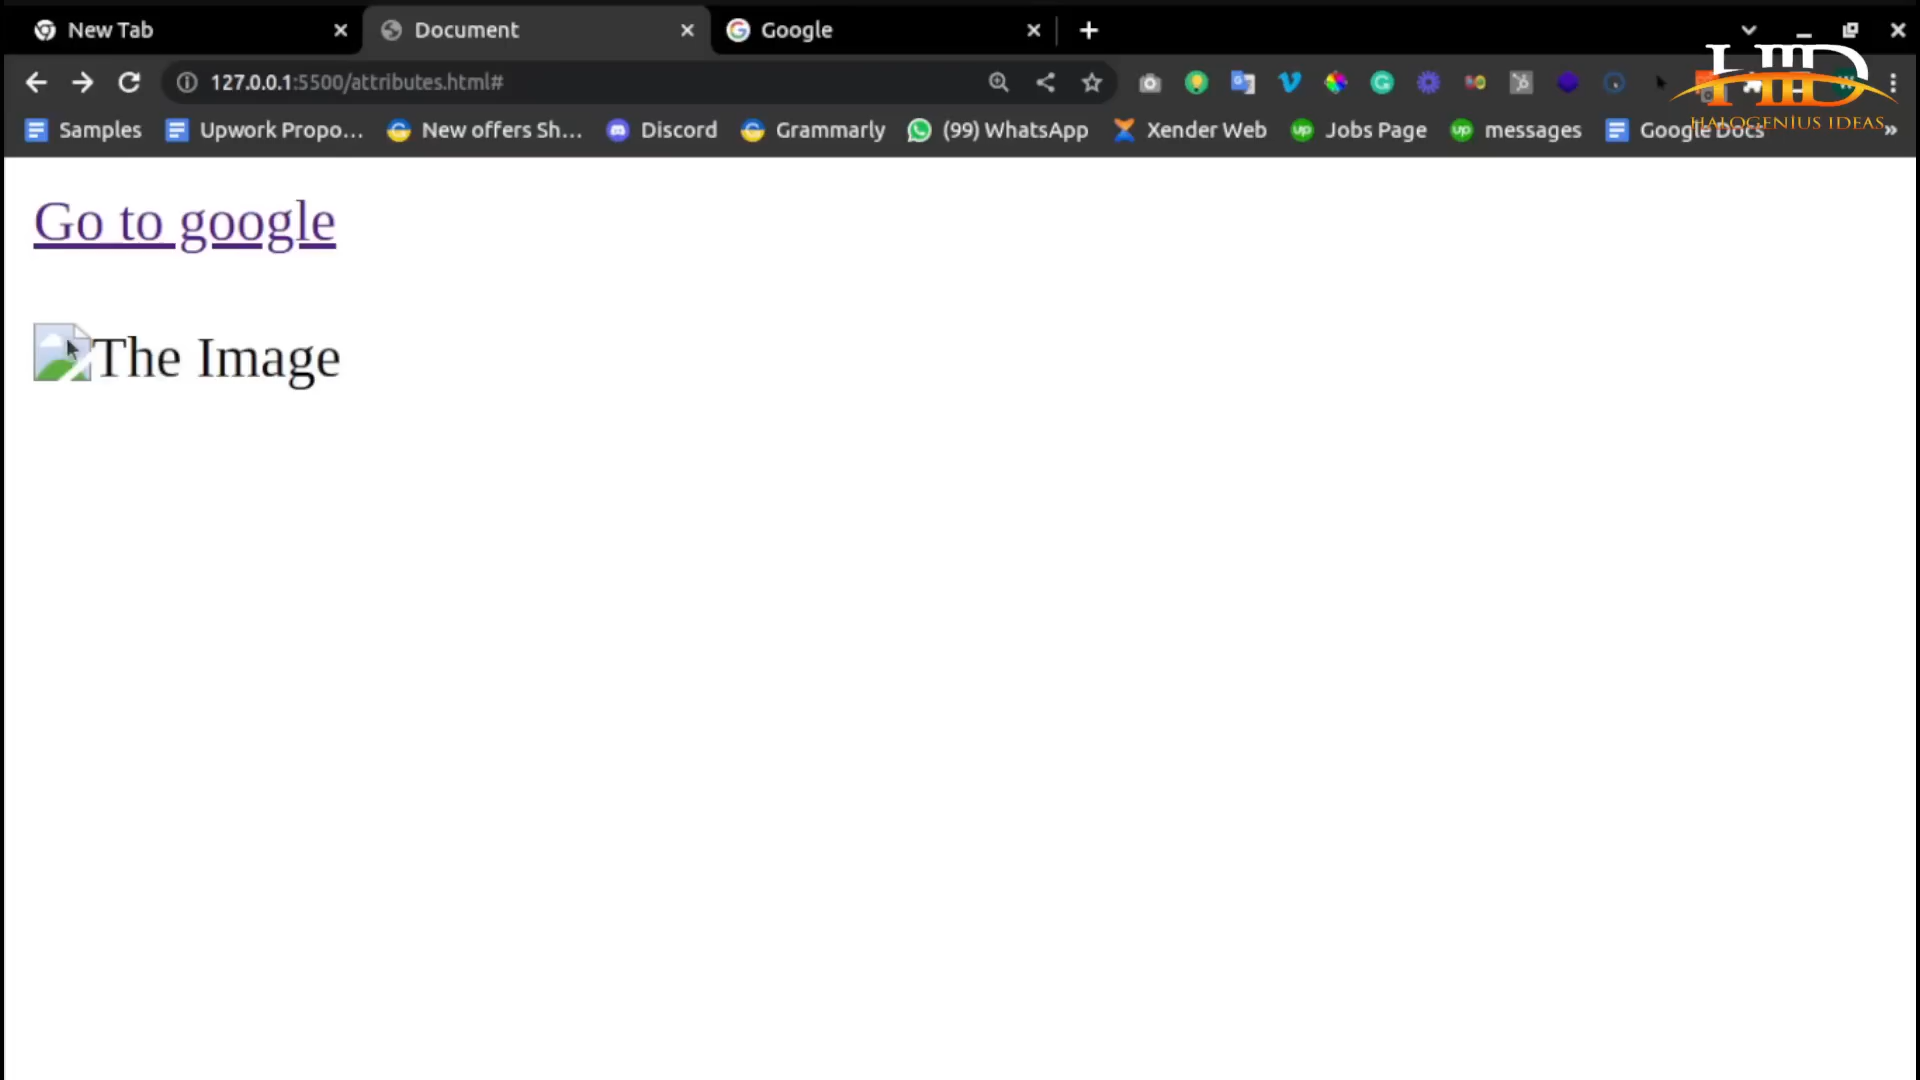 New Tab
Document
Google
127.0.0.1:5500/attributes.html#
Samples
Upwork Propo...
New offers Sh...
Discord
Grammarly
(99) WhatsApp
Xender Web
Jobs Page
messages
Google Docs
HID
HALOGENIUS IDEAS
Go to google
The Image